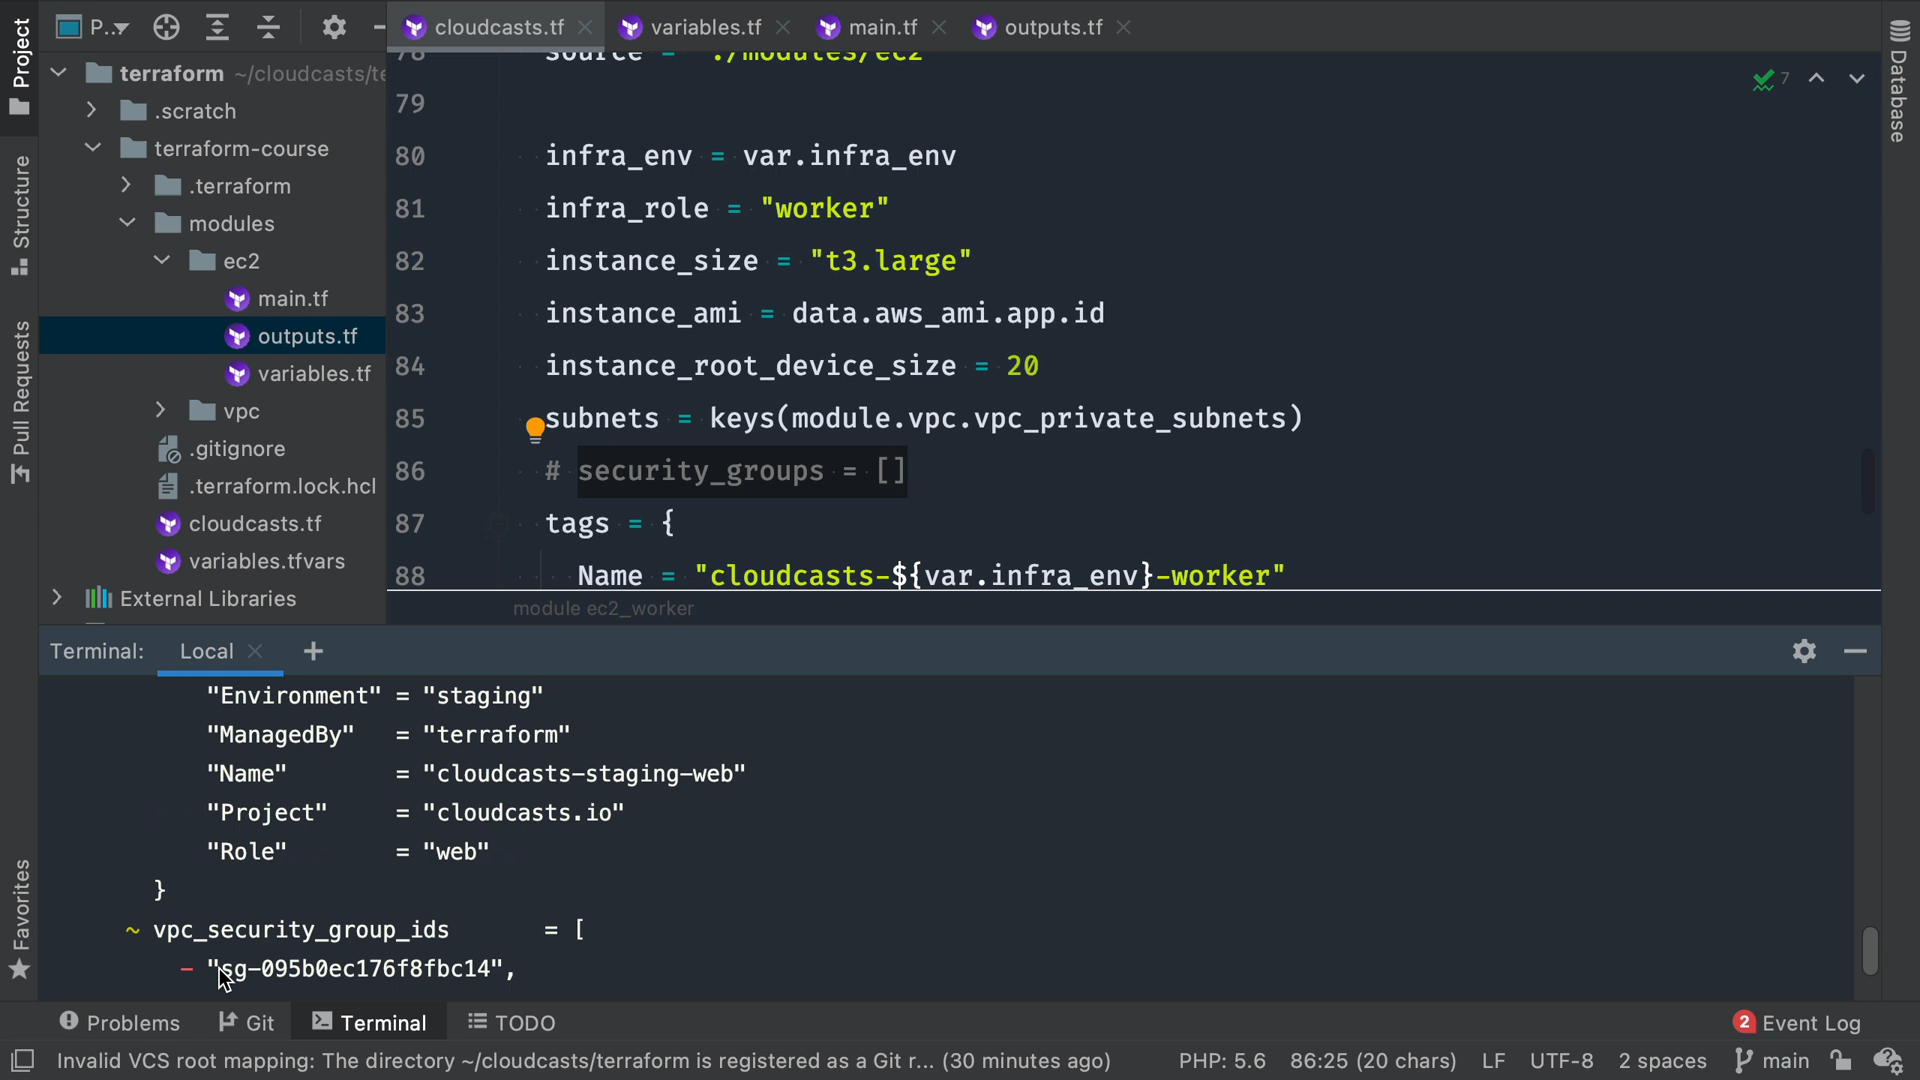 Project
Structure
Pull Requests
Favorites
P..
cloudcasts.tf
variables.tf
main.tf
outputs.tf
Database
terraform ~/cloudcasts/te
.scratch
terraform-course
.terraform
modules
ec2
main.tf
outputs.tf
variables.tf
vpc
.gitignore
.terraform.lock.hcl
cloudcasts.tf
variables.tfvars
External Libraries
7
78 source = "./modules/ec2"
79
80 infra_env = var.infra_env
81 infra_role = "worker"
82 instance_size = "t3.large"
83 instance_ami = data.aws_ami.app.id
84 instance_root_device_size = 20
85 subnets = keys(module.vpc.vpc_private_subnets)
86 # security_groups = []
87 tags = {
88 Name = "cloudcasts-${var.infra_env}-worker"
module ec2_worker
Terminal: Local +
"Environment" = "staging"
"ManagedBy" = "terraform"
"Name" = "cloudcasts-staging-web"
"Project" = "cloudcasts.io"
"Role" = "web"
}
~ vpc_security_group_ids = [
- "sg-095b0ec176f8fbc14",
Problems Git Terminal TODO 2 Event Log
Invalid VCS root mapping: The directory ~/cloudcasts/terraform is registered as a Git r... (30 minutes ago) PHP: 5.6 86:25 (20 chars) LF UTF-8 2 spaces main